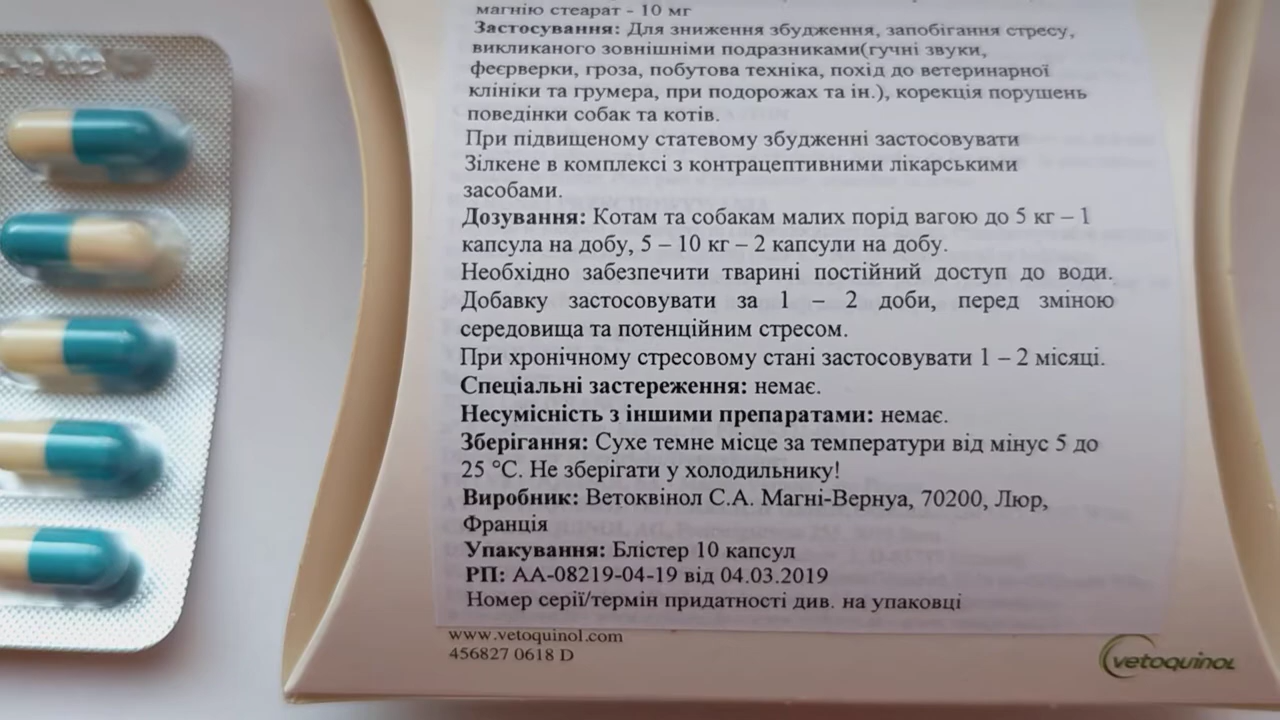 магнію стеарат - 10 мг
Застосування: Для зниження збудження, запобігання стресу,
викликаного зовнішніми подразниками(гучні звуки,
феєрверки, гроза, побутова техніка, похід до ветеринарної
клініки та грумера, при подорожах та ін.), корекція порушень
поведінки собак та котів.
При підвищеному статевому збудженні застосовувати
Зілкене в комплексі з контрацептивними лікарськими
засобами.
Дозування: Котам та собакам малих порід вагою до 5 кг – 1
капсула на добу, 5 – 10 кг – 2 капсули на добу.
Необхідно забезпечити тварині постійний доступ до води.
Добавку застосовувати за 1 – 2 доби, перед зміною
середовища та потенційним стресом.
При хронічному стресовому стані застосовувати 1 – 2 місяці.
Спеціальні застереження: немає.
Несумісність з іншими препаратами: немає.
Зберігання: Сухе темне місце за температури від мінус 5 до
25 °С. Не зберігати у холодильнику!
Виробник: Ветоквінол С.А. Магні-Вернуа, 70200, Люр,
Франція
Упакування: Блістер 10 капсул
РП: АА-08219-04-19 від 04.03.2019
Номер серії/термін придатності див. на упаковці
www.vetoquinol.com
456827 0618 D
vetoquinol